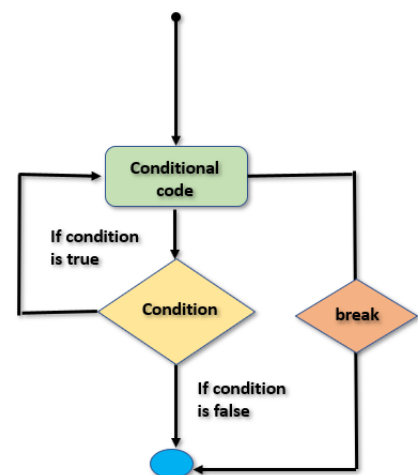 Conditional
code
If condition
is true
Condition
break
If condition
is false